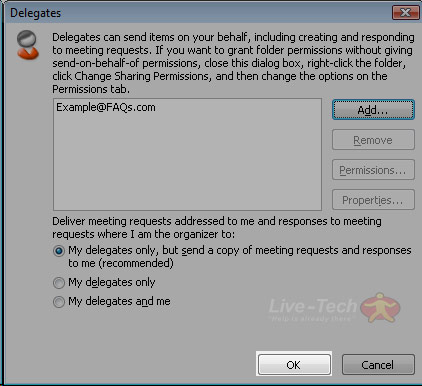 Delegates
Delegates can send items on your behalf, including creating and responding
to meeting requests. If you want to grant folder permissions without giving
send-on-behalf-of permissions, close this dialog box, right-click the folder,
click Change Sharing Permissions, and then change the options on the
Permissions tab.
Example@FAQs.com
Add...
Remove
Permissions...
Properties...
Deliver meeting requests addressed to me and responses to meeting
requests where I am the organizer to:
My delegates only, but send a copy of meeting requests and responses
to me (recommended)
My delegates only
My delegates and me
Live-Tech
"Help is already there"
OK
Cancel